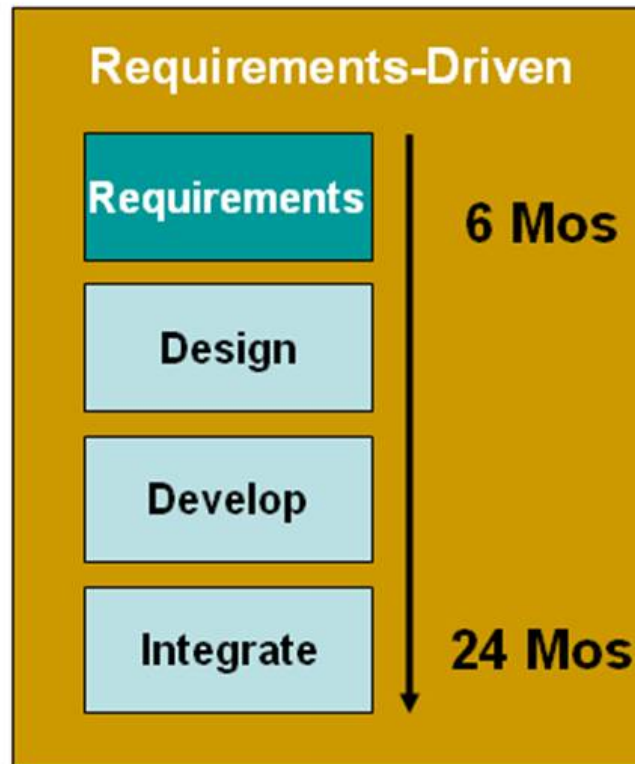 Requirements-Driven
Requirements
6 Mos
Design
Develop
Integrate
24 Mos